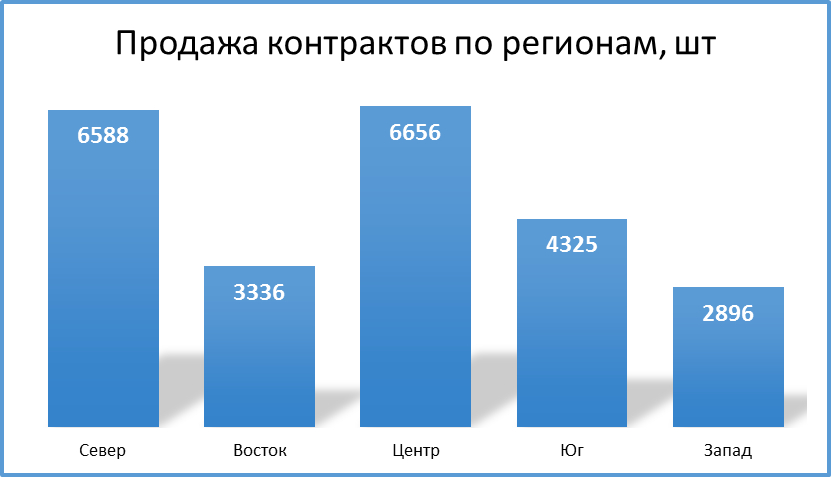 Продажа контрактов по регионам, шт
6588
3336
6656
4325
2896
Север
Восток
Центр
Юг
Запад